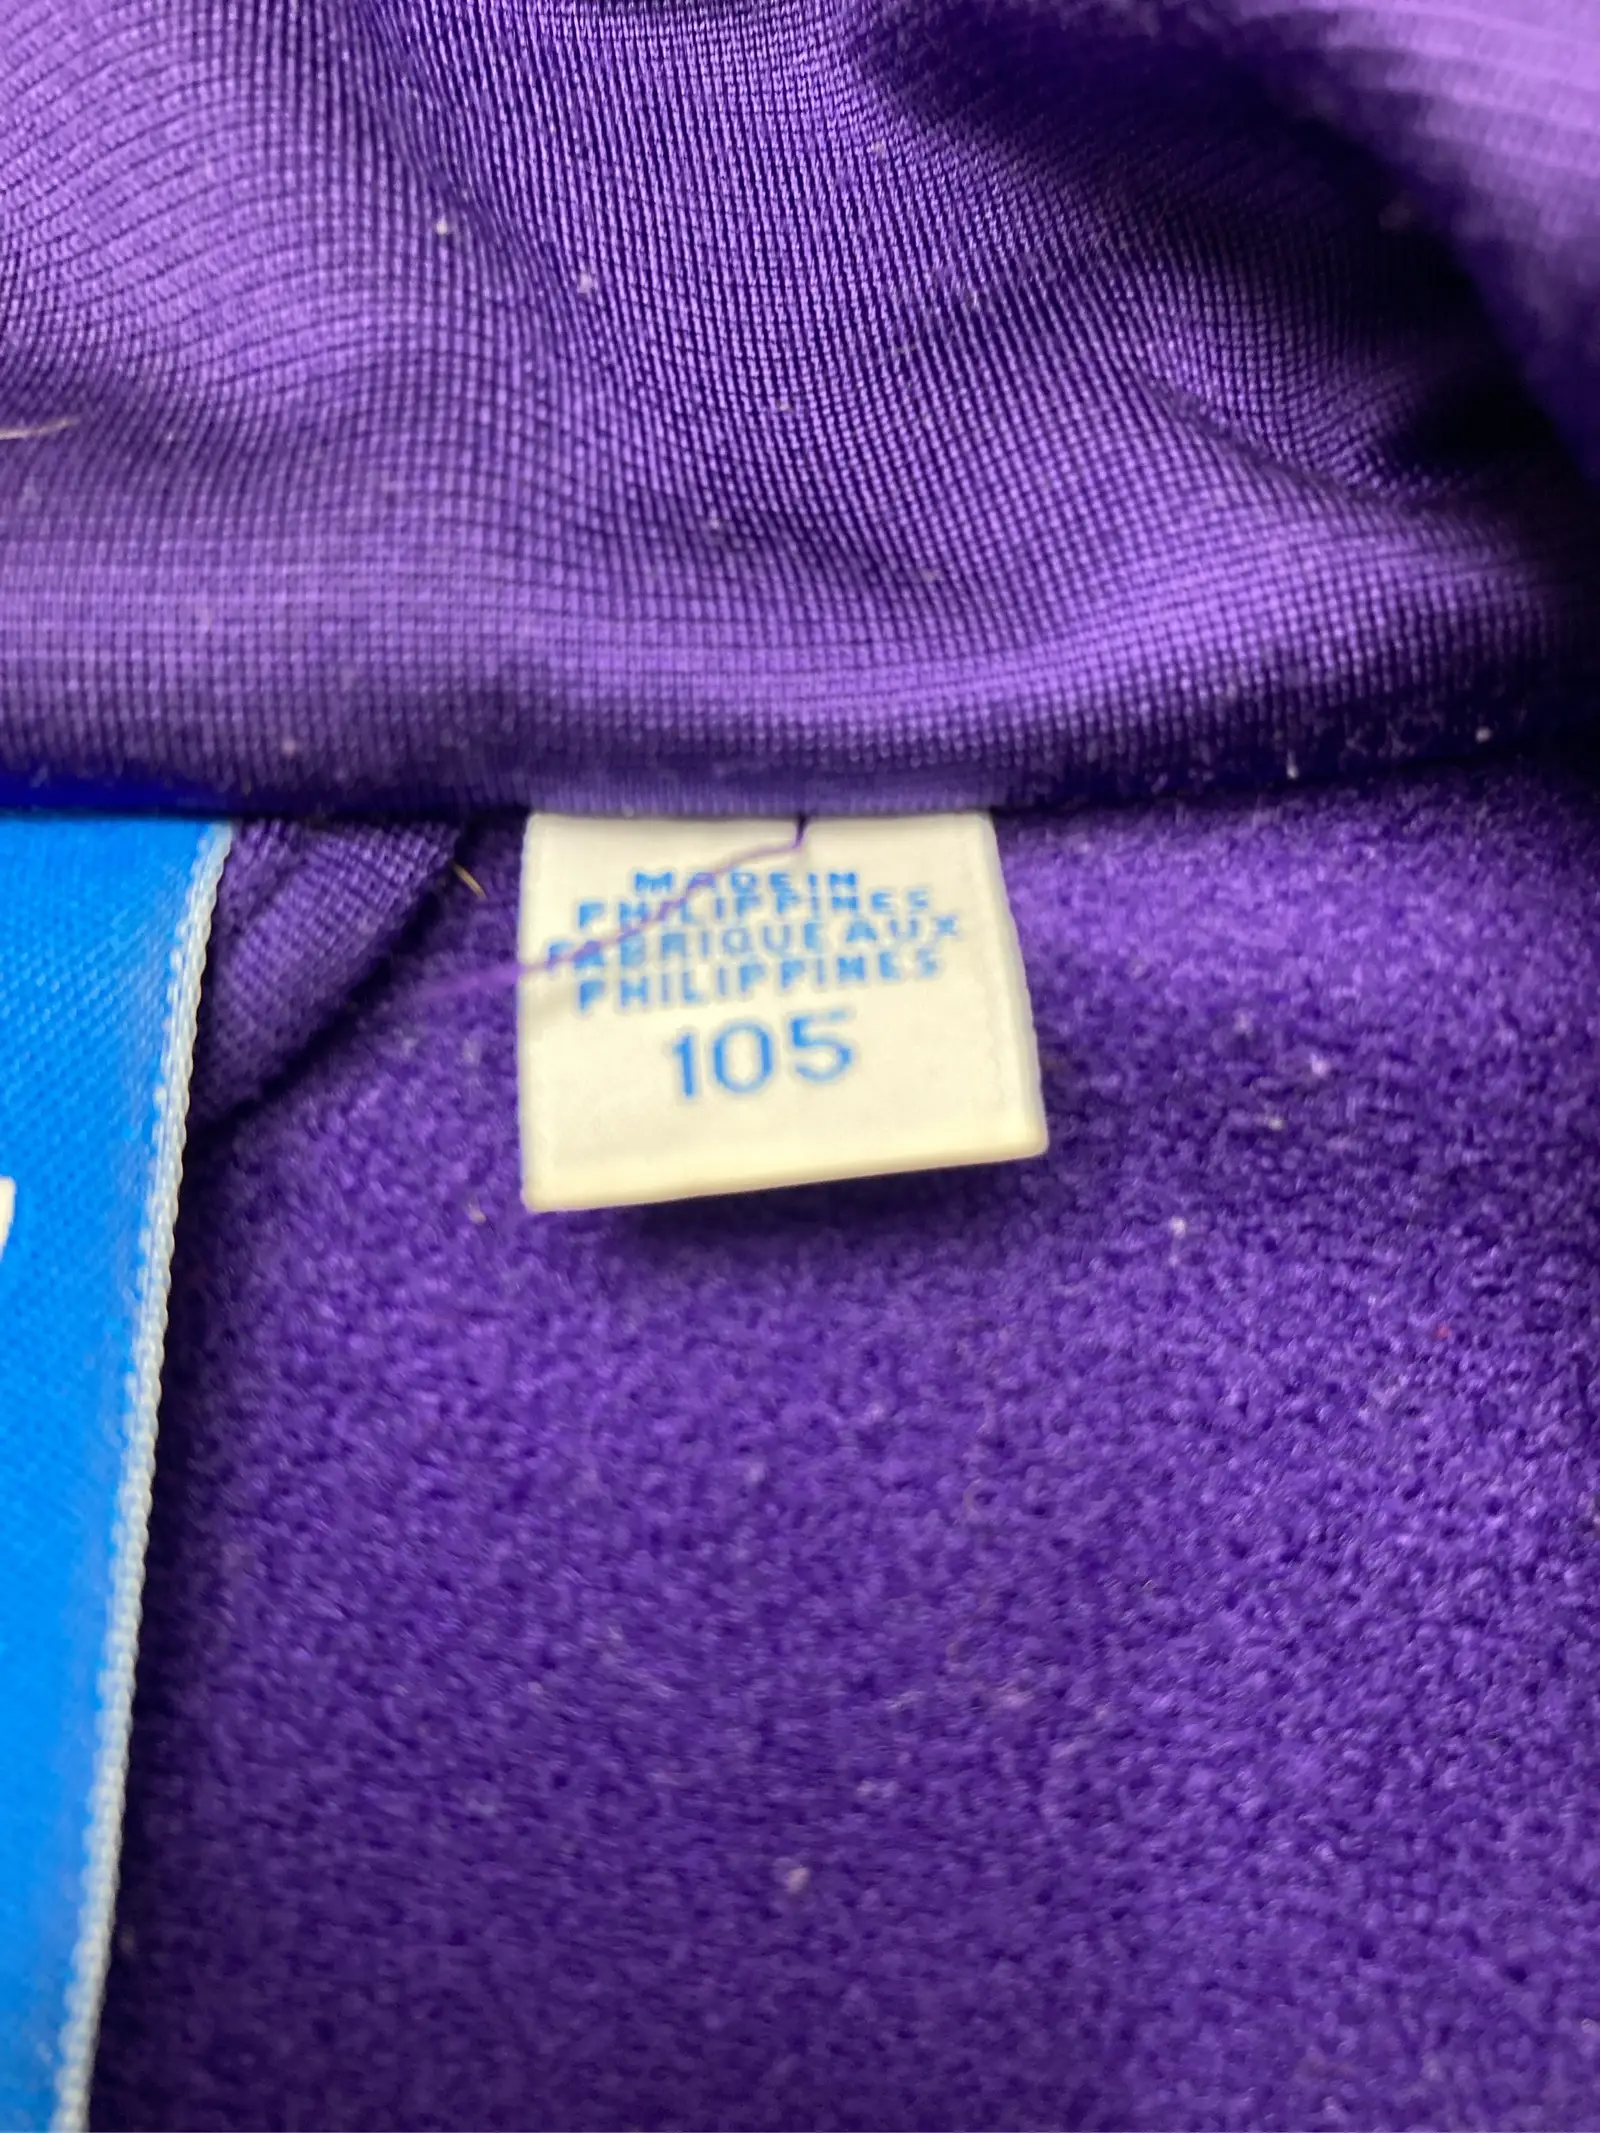 MADE IN
PHILIPPINES
FABRIQUE AUX
PHILIPPINES
105